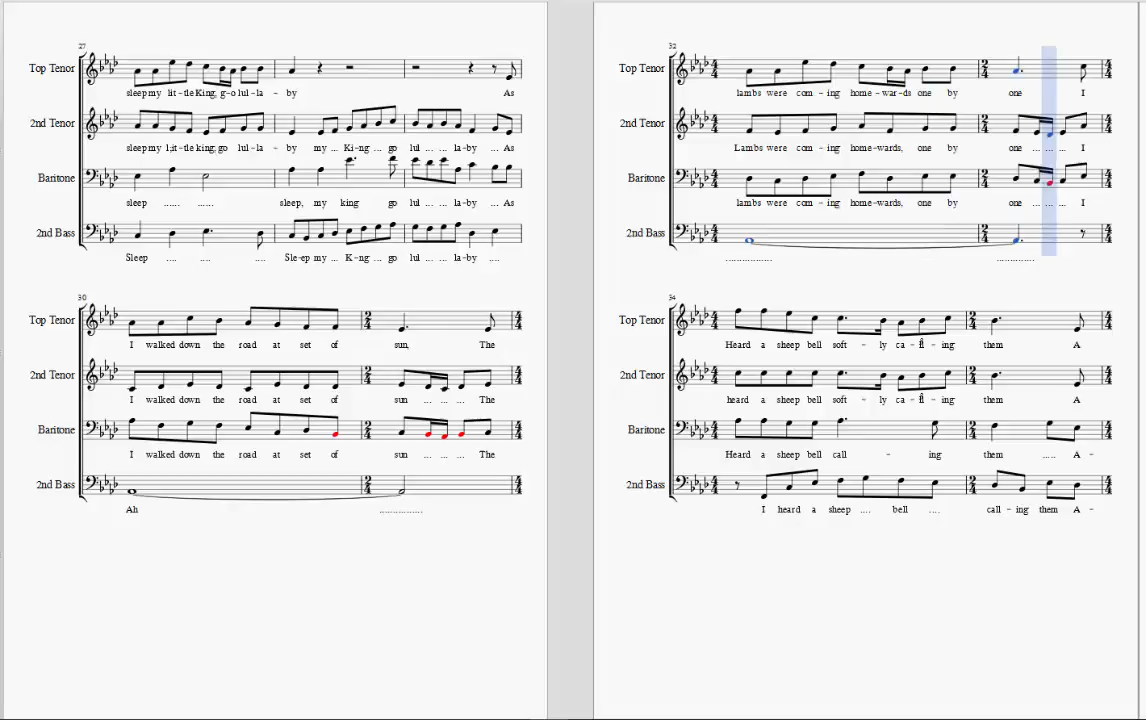 27
Top Tenor
sleep my lit-tle King, g-o lul-la- by As
2nd Tenor
sleep my l;it-tle king, go lul-la- by my ... Ki-ng ... go lul ... ... la-by ... As
Baritone
sleep ...... ...... sleep, my king go lul ... ... la-by ... As
2nd Bass
Sleep .... .... .... Sle-ep my ... K-ng ... go lul ... ... la-by ....
30
Top Tenor
I walked down the road at set of sun, The
2nd Tenor
I walked down the road at set of sun ... ... ... The
Baritone
I walked down the road at set of sun ... ... ... The
2nd Bass
Ah ................
32
Top Tenor
lambs were com - ing home-war-ds one by one I
2nd Tenor
Lambs were com - ing home-wards, one by one ... ... ... I
Baritone
lambs were com - ing home-wards, one by one ... ... ... I
2nd Bass
................. ..............
34
Top Tenor
Heard a sheep bell soft - ly ca - ll - ing them A
2nd Tenor
heard a sheep bell soft - ly ca - ll - ing them A
Baritone
Heard a sheep bell call - ing them ..... A -
2nd Bass
I heard a sheep .... bell .... call - ing them A -